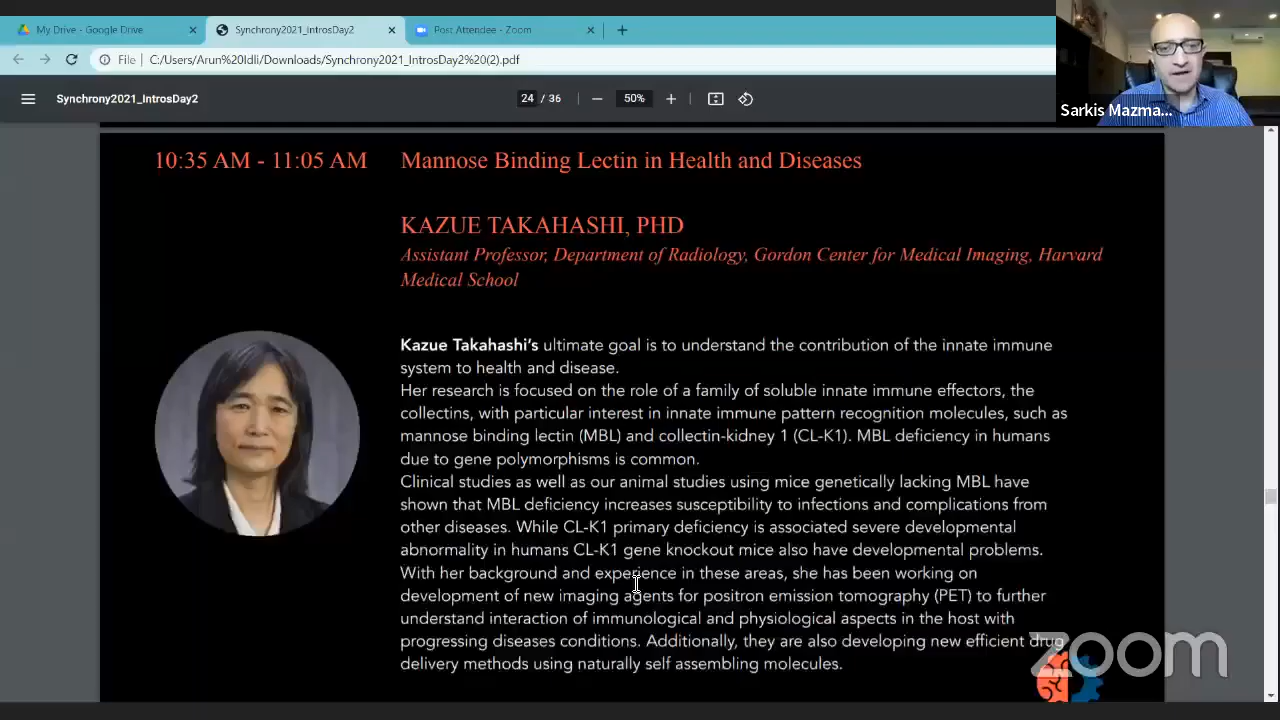 My Drive - Google Drive
Synchrony2021_IntrosDay2
Post Attendee - Zoom
File C:/Users/Arun%20Idli/Downloads/Synchrony2021_IntrosDay2%20(2).pdf
Synchrony2021_IntrosDay2
24 / 36
50%
Sarkis Mazma...
10:35 AM - 11:05 AM Mannose Binding Lectin in Health and Diseases
KAZUE TAKAHASHI, PHD
Assistant Professor, Department of Radiology, Gordon Center for Medical Imaging, Harvard
Medical School
Kazue Takahashi's ultimate goal is to understand the contribution of the innate immune
system to health and disease.
Her research is focused on the role of a family of soluble innate immune effectors, the
collectins, with particular interest in innate immune pattern recognition molecules, such as
mannose binding lectin (MBL) and collectin-kidney 1 (CL-K1). MBL deficiency in humans
due to gene polymorphisms is common.
Clinical studies as well as our animal studies using mice genetically lacking MBL have
shown that MBL deficiency increases susceptibility to infections and complications from
other diseases. While CL-K1 primary deficiency is associated severe developmental
abnormality in humans CL-K1 gene knockout mice also have developmental problems.
With her background and experience in these areas, she has been working on
development of new imaging agents for positron emission tomography (PET) to further
understand interaction of immunological and physiological aspects in the host with
progressing diseases conditions. Additionally, they are also developing new efficient drug
delivery methods using naturally self assembling molecules.
zoom